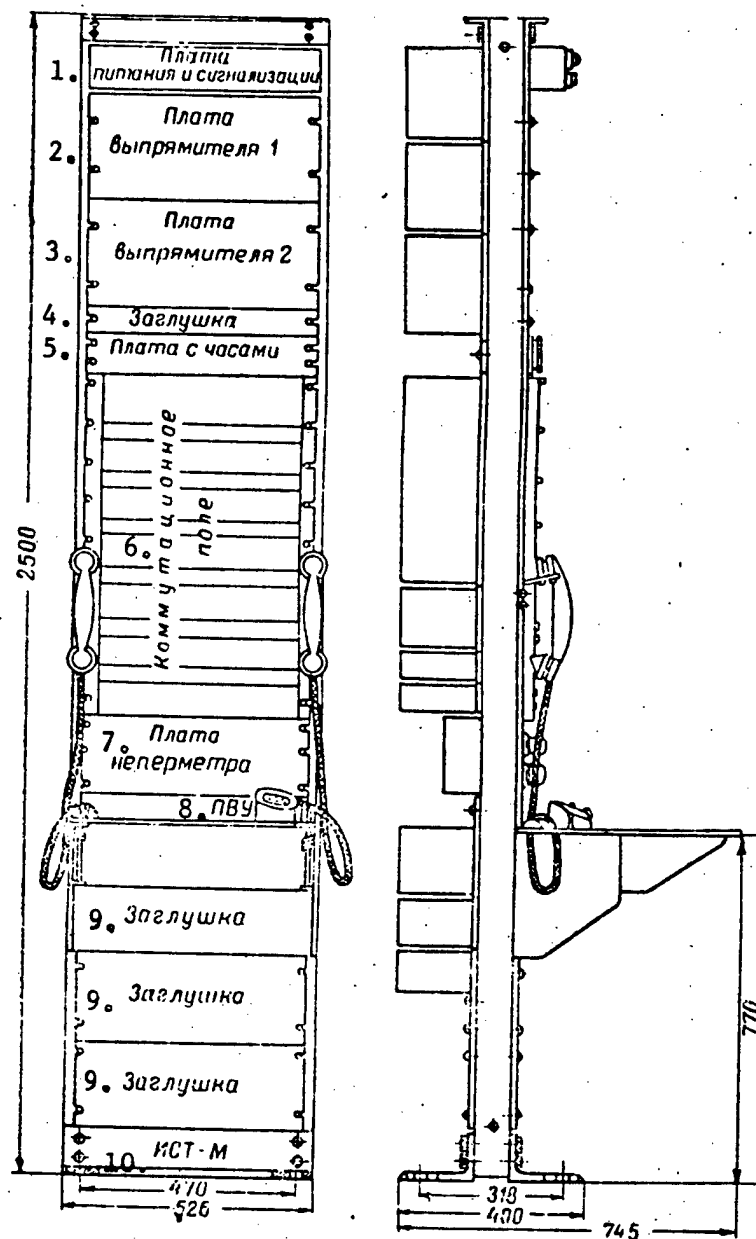 1. Плата
питания и сигнализации
2. Плата
выпрямителя 1
3. Плата
выпрямителя 2
4. Заглушка
5. Плата с часами
6. Коммутационное
поле
7. Плата
неперметра
8. ПВУ
9. Заглушка
9. Заглушка
9. Заглушка
10. ИСТ-М
2500
470
526
770
318
400
745